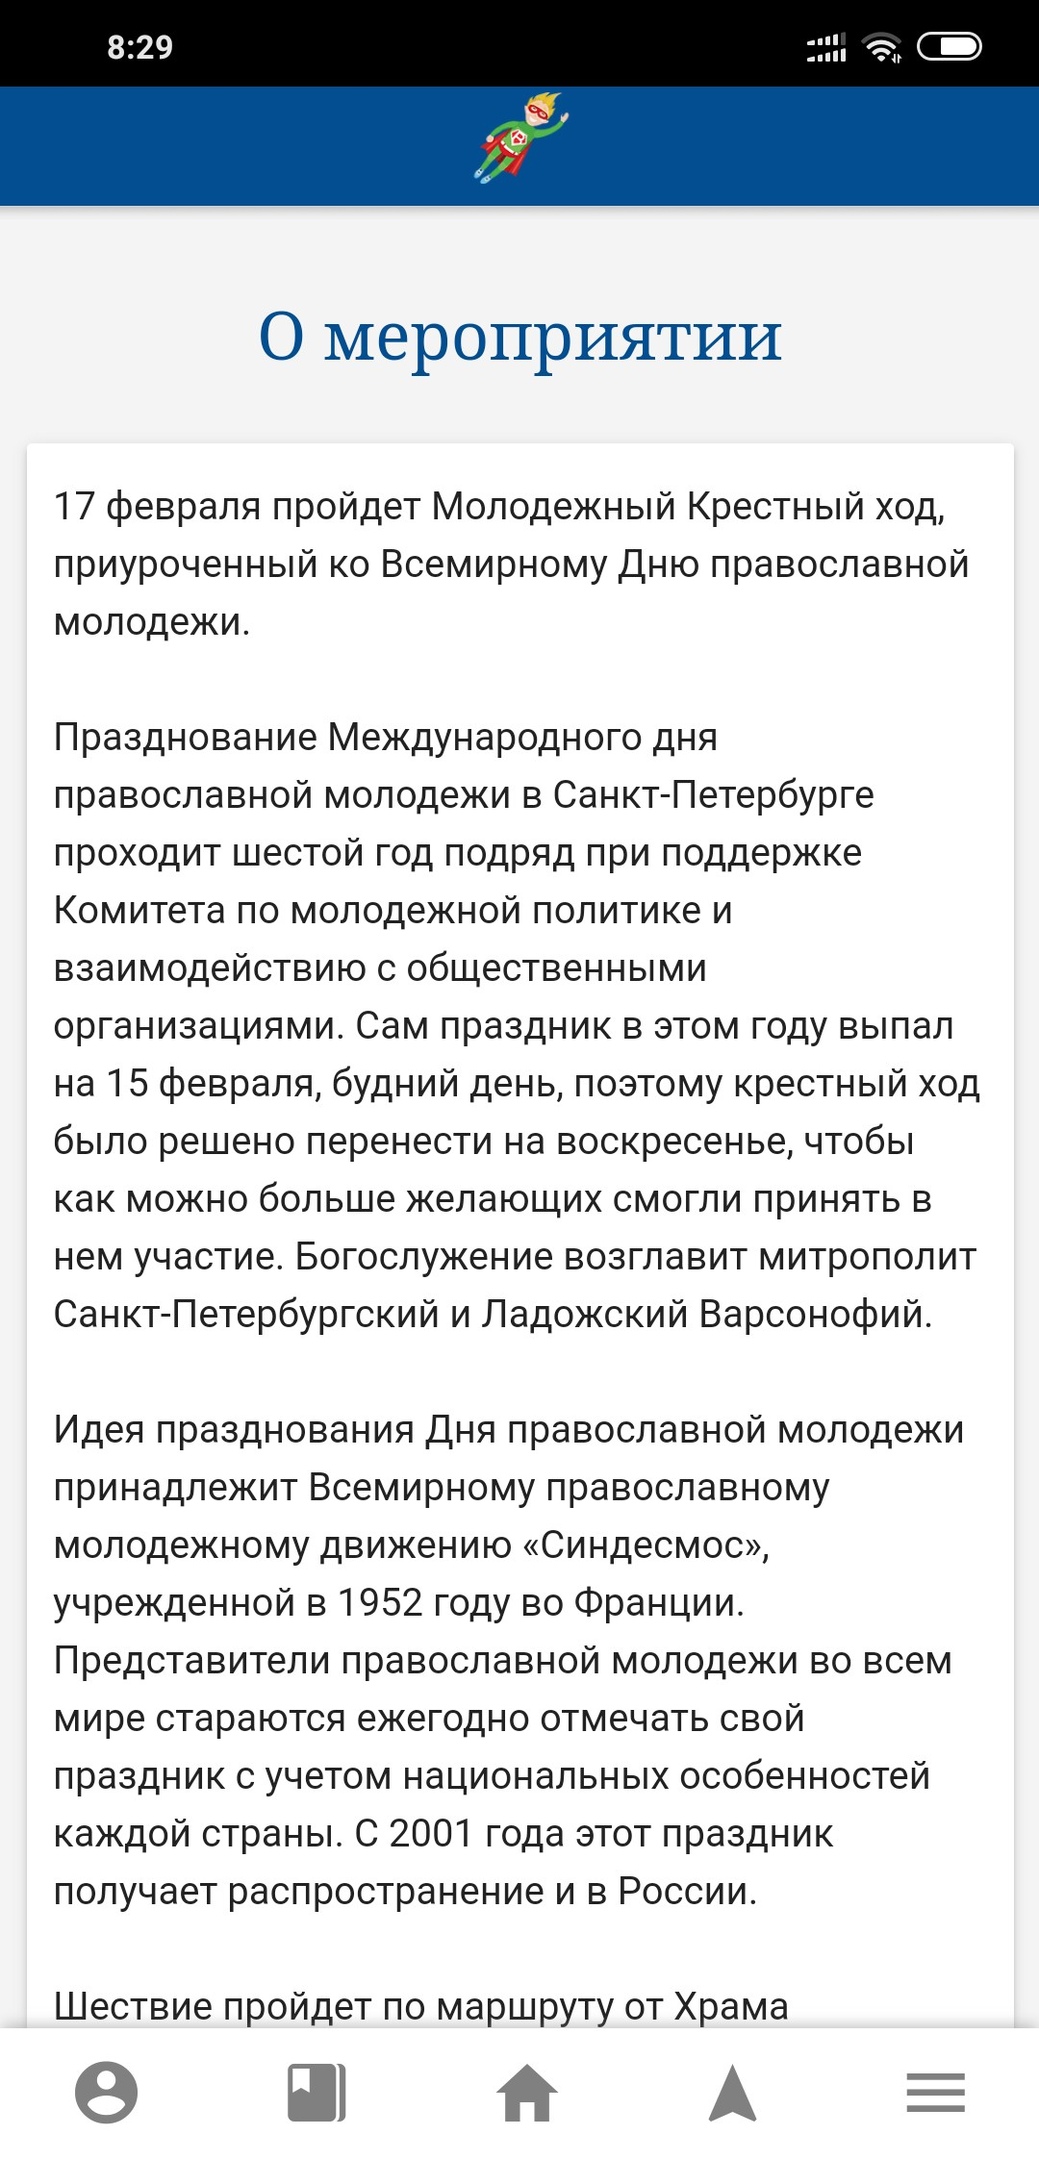 8:29
О мероприятии
17 февраля пройдет Молодежный Крестный ход,
приуроченный ко Всемирному Дню православной
молодежи.
Празднование Международного дня
православной молодежи в Санкт-Петербурге
проходит шестой год подряд при поддержке
Комитета по молодежной политике и
взаимодействию с общественными
организациями. Сам праздник в этом году выпал
на 15 февраля, будний день, поэтому крестный ход
было решено перенести на воскресенье, чтобы
как можно больше желающих смогли принять в
нем участие. Богослужение возглавит митрополит
Санкт-Петербургский и Ладожский Варсонофий.
Идея празднования Дня православной молодежи
принадлежит Всемирному православному
молодежному движению «Синдесмос»,
учрежденной в 1952 году во Франции.
Представители православной молодежи во всем
мире стараются ежегодно отмечать свой
праздник с учетом национальных особенностей
каждой страны. С 2001 года этот праздник
получает распространение и в России.
Шествие пройдет по маршруту от Храма